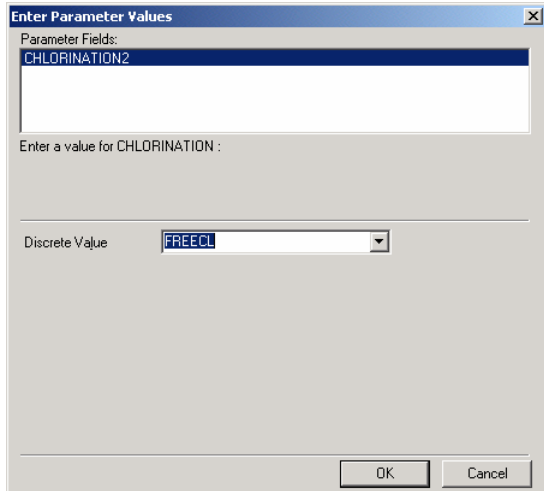 Enter Parameter Values
Parameter Fields:
CHLORINATION2
Enter a value for CHLORINATION :
Discrete Value FREECL
OK Cancel